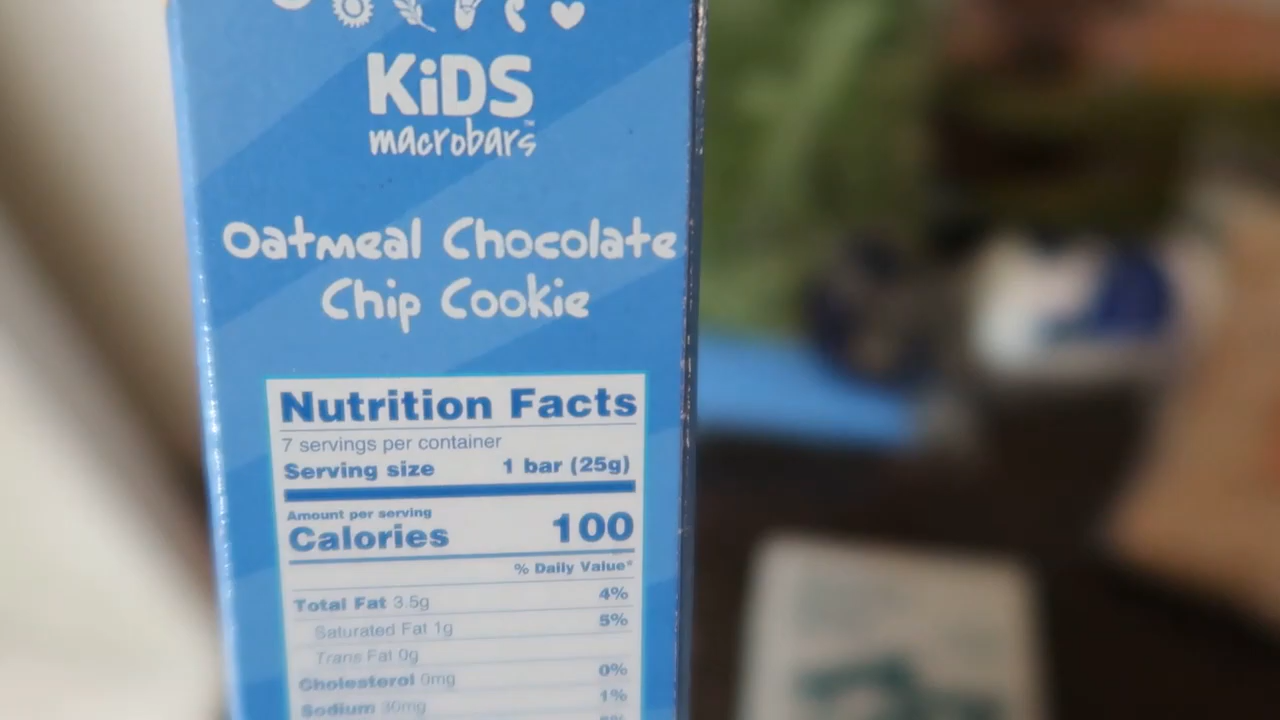 KiDS
macrobars™
Oatmeal Chocolate
Chip Cookie
Nutrition Facts
7 servings per container
Serving size 1 bar (25g)
Amount per serving
Calories 100
% Daily Value*
Total Fat 3.5g 4%
Saturated Fat 1g 5%
Trans Fat 0g
Cholesterol 0mg 0%
Sodium 30mg 1%